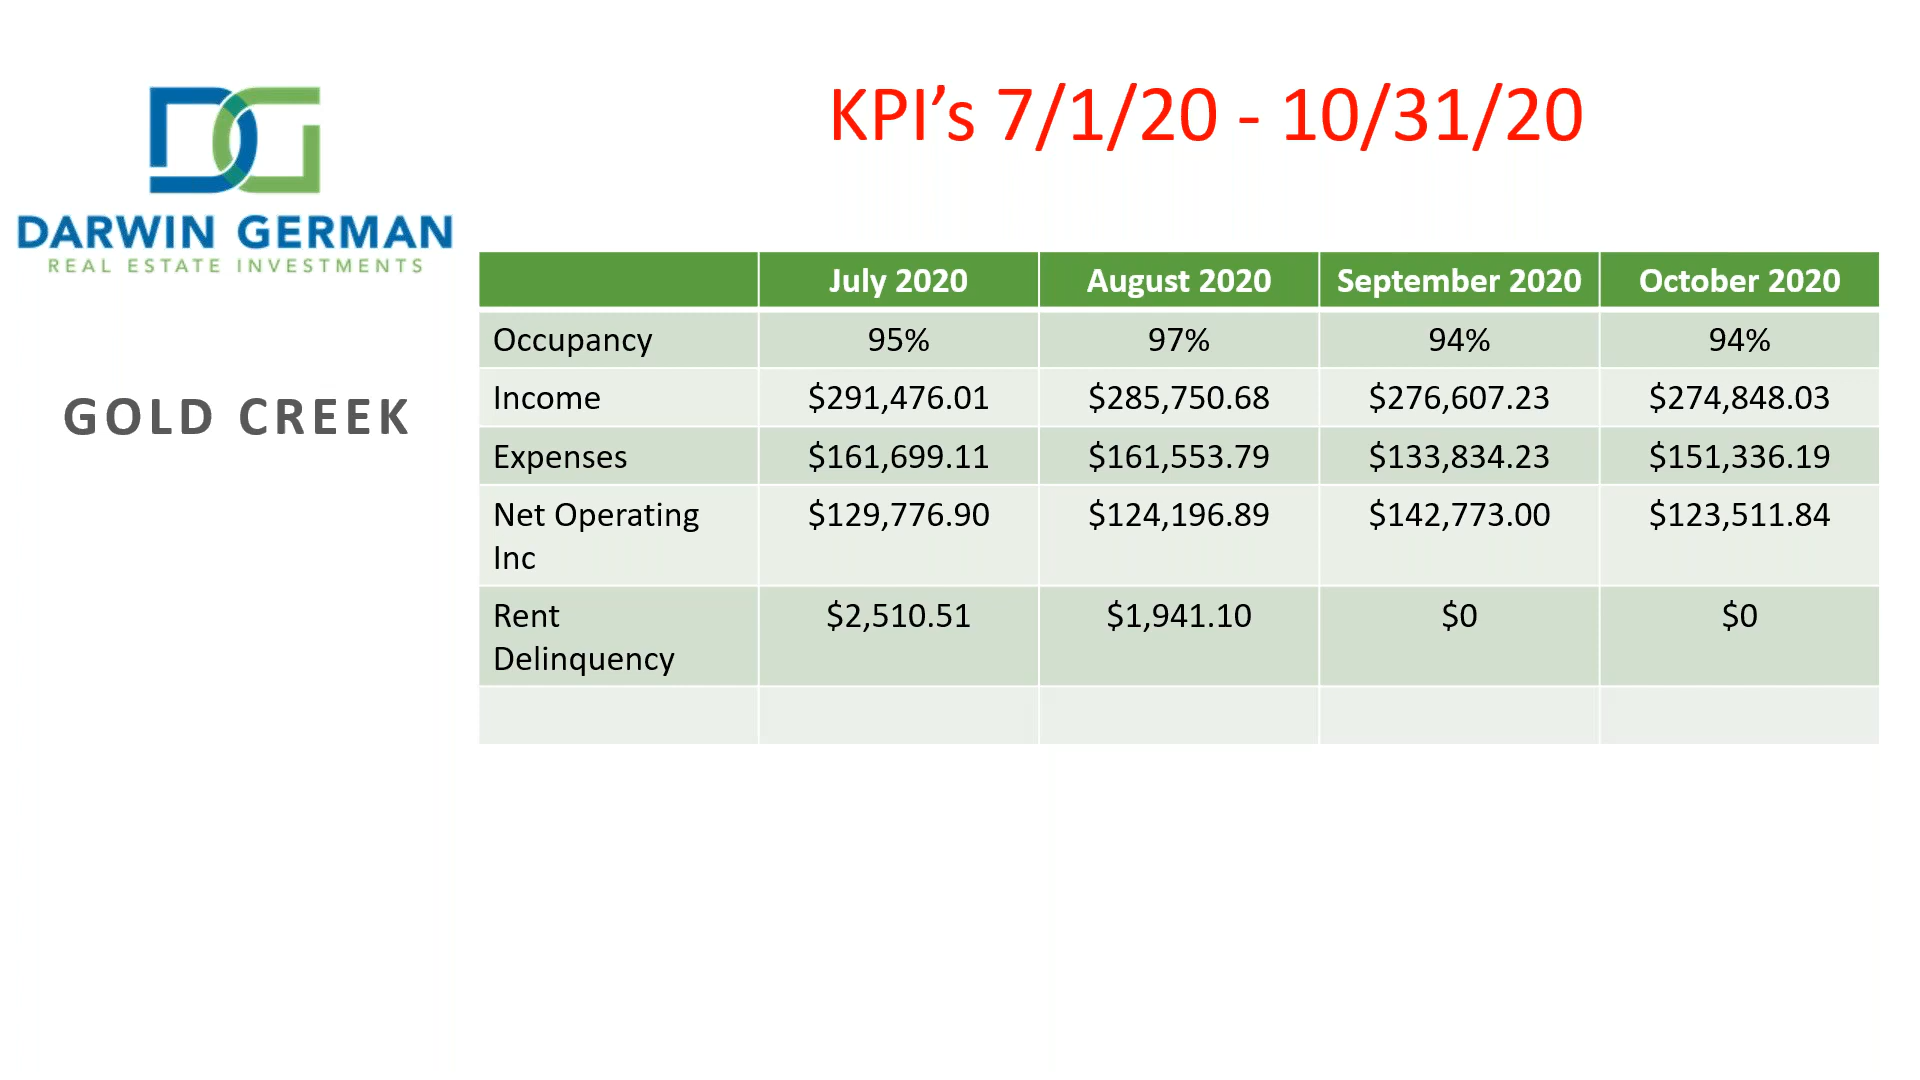 DG
DARWIN GERMAN
REAL ESTATE INVESTMENTS
GOLD CREEK
KPI’s 7/1/20 - 10/31/20
July 2020 August 2020 September 2020 October 2020
Occupancy 95% 97% 94% 94%
Income $291,476.01 $285,750.68 $276,607.23 $274,848.03
Expenses $161,699.11 $161,553.79 $133,834.23 $151,336.19
Net Operating $129,776.90 $124,196.89 $142,773.00 $123,511.84
Inc
Rent $2,510.51 $1,941.10 $0 $0
Delinquency